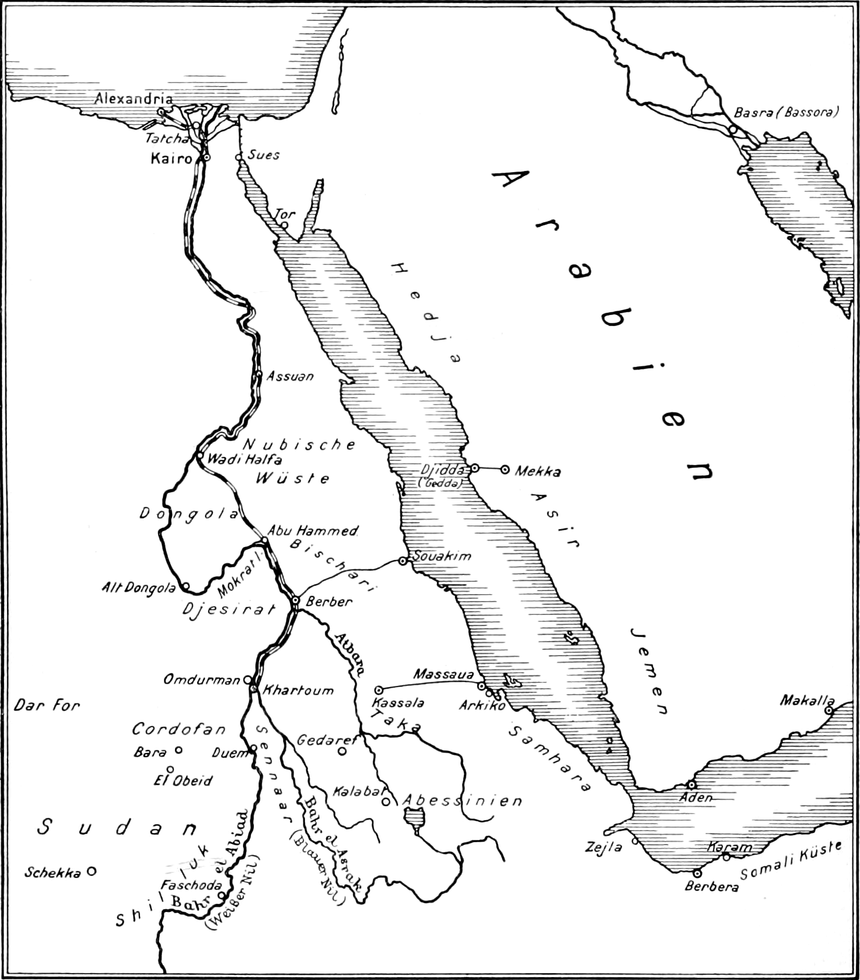 Alexandria
Basra (Bassora)
Tatcha
Kairo
Sues
Arabien
Tor
Hedja
Assuan
Nubische
Wadi Halfa
Wüste
Djidda
(Gedda)
Mekka
Asir
Dongola
Abu Hammed
Bischari
Souakim
Mokrat
Alt Dongola
Djesirat
Berber
Atbara
Jemen
Omdurman
Khartoum
Massaua
Kassala
Arkiko
Makalla
Dar For
Taka
Cordofan
Sennaar
Gedaref
Samhara
Bara
Duem
El Obeid
Kalabat
Abessinien
Aden
Sudan
Bahr el Asrak
(Blauer Nil)
Zejla
Karam
Somali Küste
Schekka
Shilluk
Faschoda
Bahr el Abiad
(Weißer Nil)
Berbera